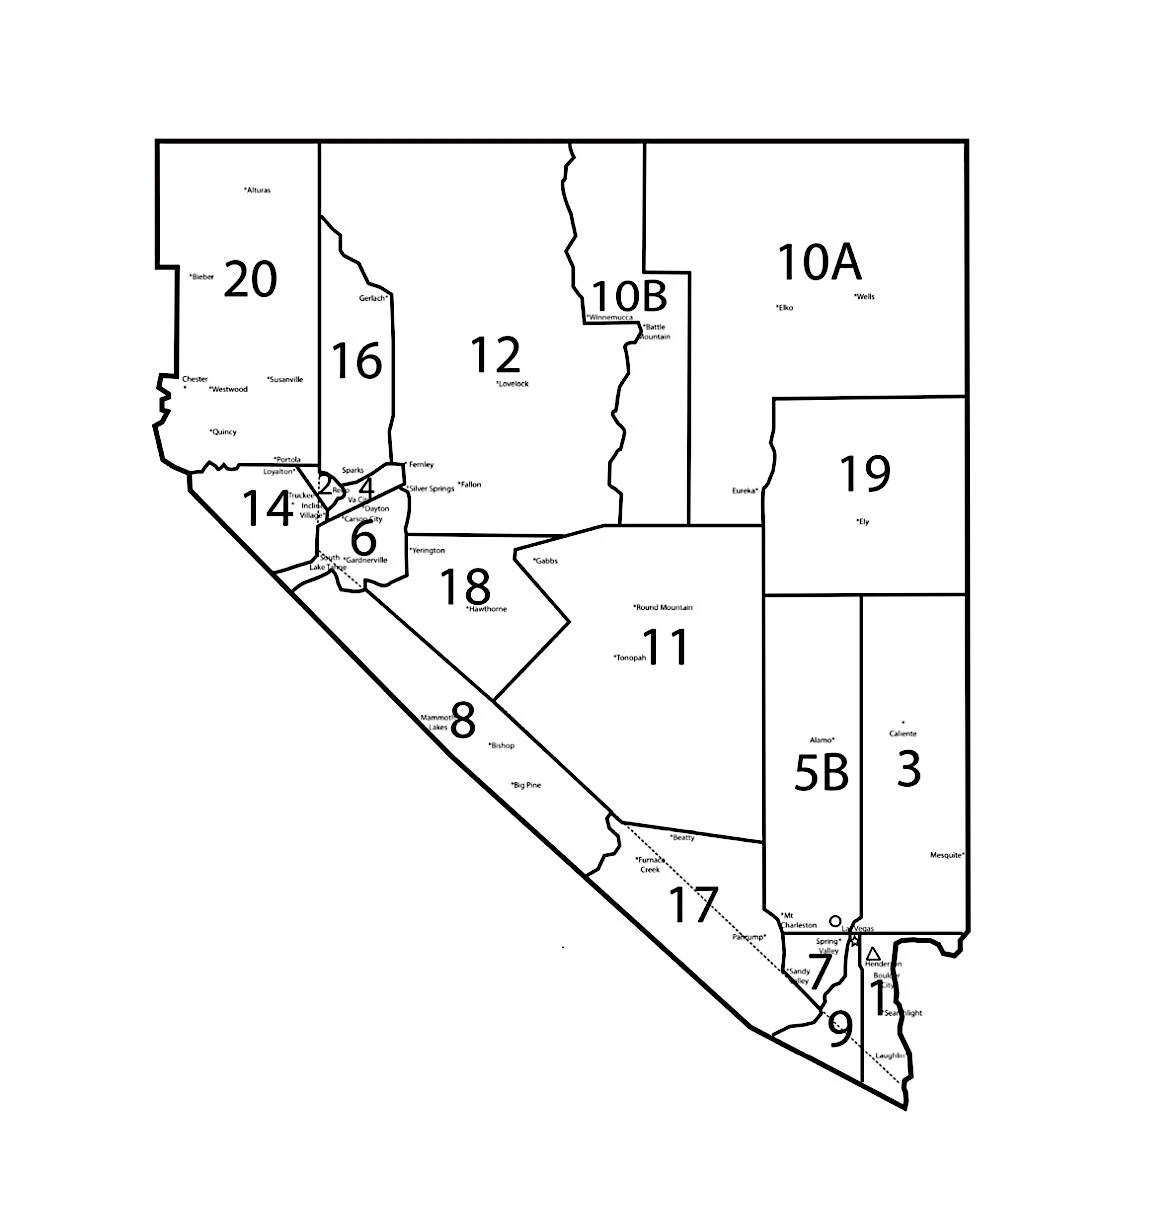 *Alturas
20
*Bieber
10A
*Wells
*Elko
Gerlach*
10B
*Winnemucca
*Battle
Mountain
16
12
*Lovelock
Chester
*Westwood
*Susanville
*Quincy
*Portola
Loyalton*
Sparks
*Fernley
19
Eureka*
*Ely
14
Truckee
Incline
Village*
2
*Reno
4
Va City
*Silver Springs
*Fallon
*Dayton
*Carson City
6
*South
Lake Tahoe
*Gardnerville
*Yerington
18
*Hawthorne
*Gabbs
*Round Mountain
*Tonopah
11
Mammoth
Lakes
8
*Bishop
*Big Pine
Alamo*
5B
Caliente
3
Mesquite*
*Beatty
*Furnace
Creek
17
Pahrump*
*Mt
Charleston
Las Vegas
Spring*
Valley
7
*Sandy
Valley
9
Henderson
Boulder
City
1
*Searchlight
Laughlin*